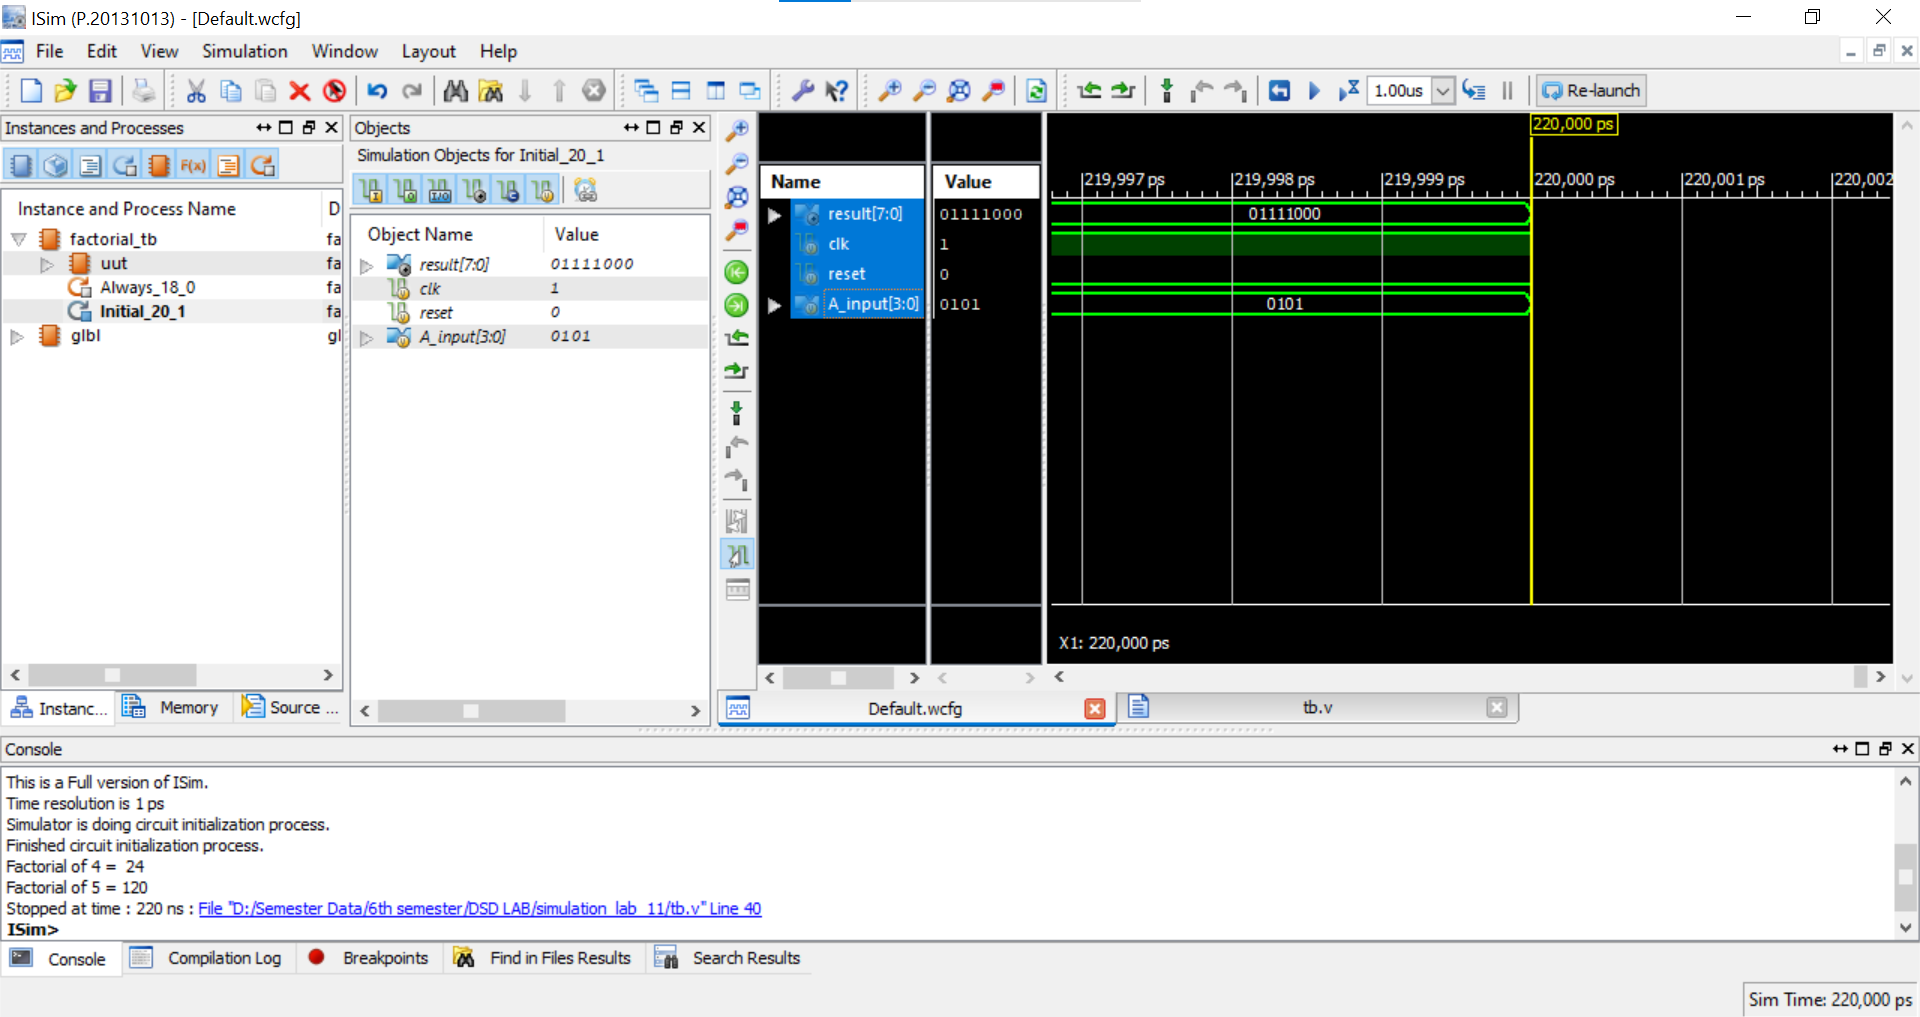 ISim (P.20131013) - [Default.wcfg]
File Edit View Simulation Window Layout Help
1.00us Re-launch
Instances and Processes
F(x)
Instance and Process Name D
factorial_tb fa
uut fa
Always_18_0 fa
Initial_20_1 fa
glbl gl
Instanc... Memory Source ...
Objects
Simulation Objects for Initial_20_1
Object Name Value
result[7:0] 01111000
clk 1
reset 0
A_input[3:0] 0101
Name Value
result[7:0] 01111000
clk 1
reset 0
A_input[3:0] 0101
220,000 ps
219,997 ps 219,998 ps 219,999 ps 220,000 ps 220,001 ps 220,002
01111000
0101
X1: 220,000 ps
Default.wcfg tb.v
Console
This is a Full version of ISim.
Time resolution is 1 ps
Simulator is doing circuit initialization process.
Finished circuit initialization process.
Factorial of 4 =  24
Factorial of 5 = 120
Stopped at time : 220 ns : File "D:/Semester Data/6th semester/DSD LAB/simulation_lab_11/tb.v" Line 40
ISim>
Console Compilation Log Breakpoints Find in Files Results Search Results
Sim Time: 220,000 ps